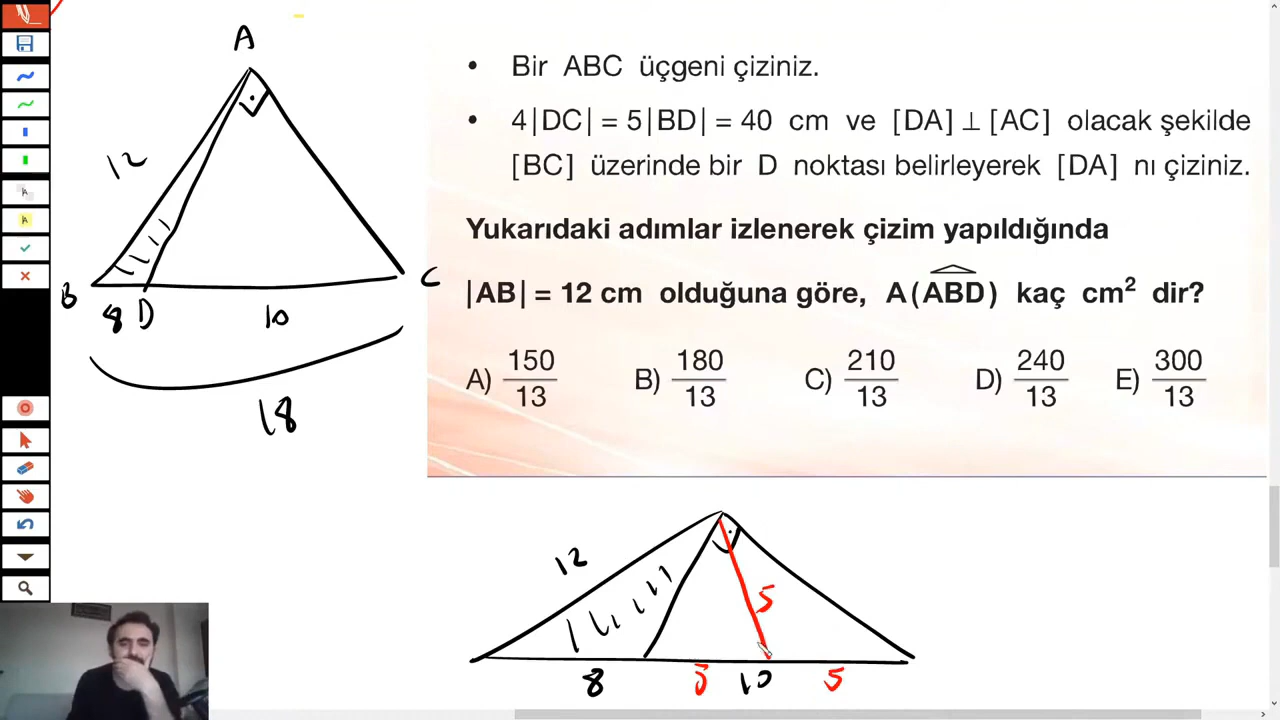 A
12
B
8
D
10
C
18
• Bir ABC üçgeni çiziniz.
• 4|DC| = 5|BD| = 40 cm ve [DA] ⊥ [AC] olacak şekilde
[BC] üzerinde bir D noktası belirleyerek [DA] nı çiziniz.
Yukarıdaki adımlar izlenerek çizim yapıldığında
|AB| = 12 cm olduğuna göre, A(ABD) kaç cm² dir?
A) 150/13 B) 180/13 C) 210/13 D) 240/13 E) 300/13
12
5
8
5
10
5